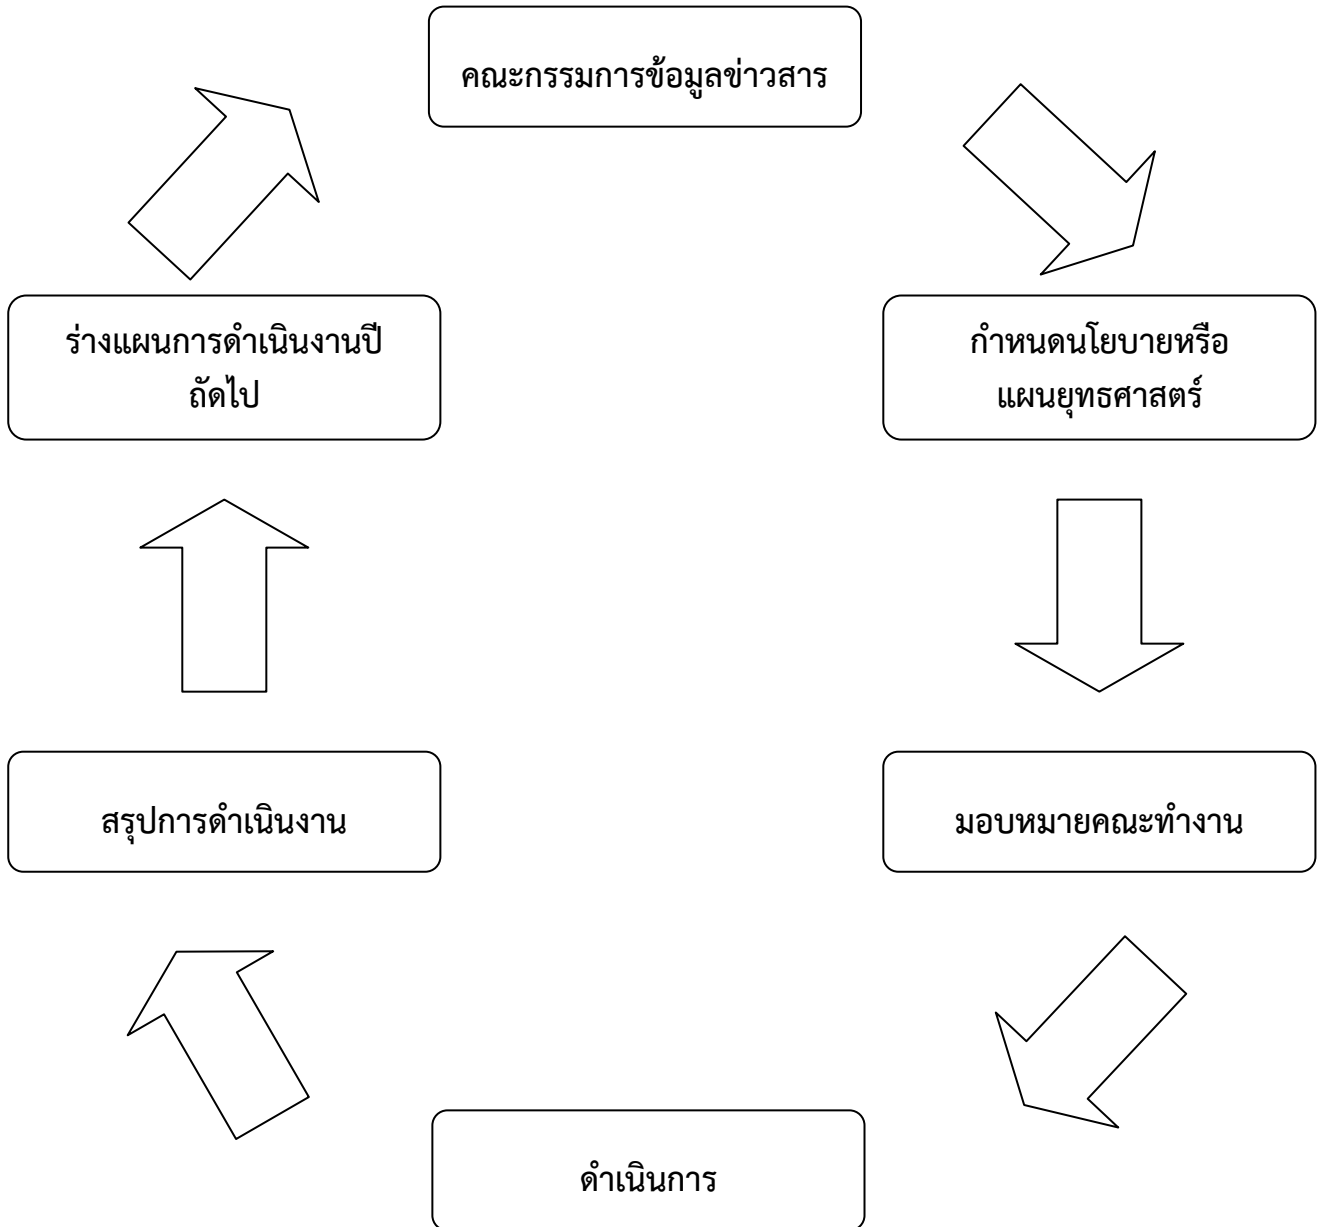 คณะกรรมการข้อมูลข่าวสาร
ร่างแผนการดำเนินงานปี
ถัดไป
กำหนดนโยบายหรือ
แผนยุทธศาสตร์
สรุปการดำเนินงาน
มอบหมายคณะทำงาน
ดำเนินการ